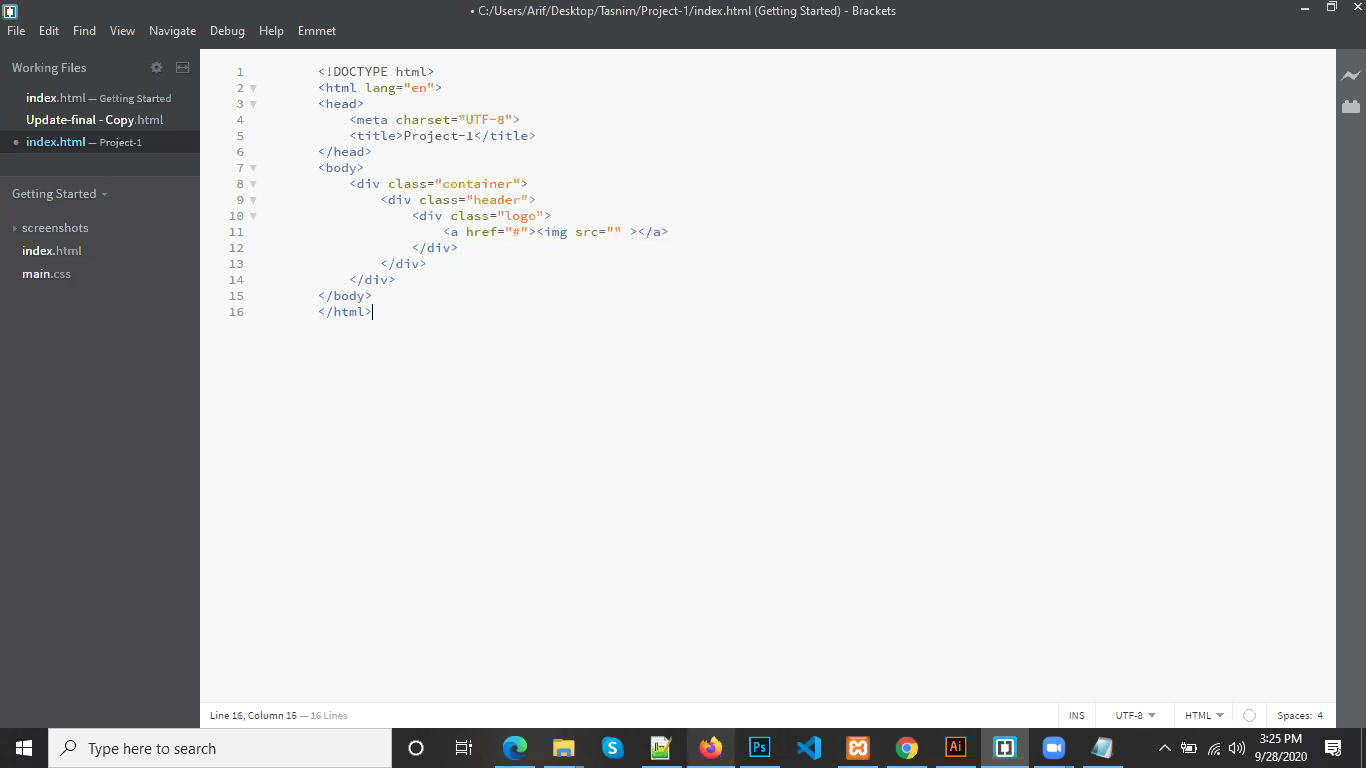 • C:/Users/Arif/Desktop/Tasnim/Project-1/index.html (Getting Started) - Brackets
File Edit Find View Navigate Debug Help Emmet
Working Files
index.html — Getting Started
Update-final - Copy.html
• index.html — Project-1
Getting Started
screenshots
index.html
main.css
1 <!DOCTYPE html>
2 <html lang="en">
3 <head>
4 <meta charset="UTF-8">
5 <title>Project-1</title>
6 </head>
7 <body>
8 <div class="container">
9 <div class="header">
10 <div class="logo">
11 <a href="#"><img src="" ></a>
12 </div>
13 </div>
14 </div>
15 </body>
16 </html>
Line 16, Column 16 — 16 Lines
INS UTF-8 HTML Spaces: 4
Type here to search
Ps
Ai
3:25 PM
9/28/2020